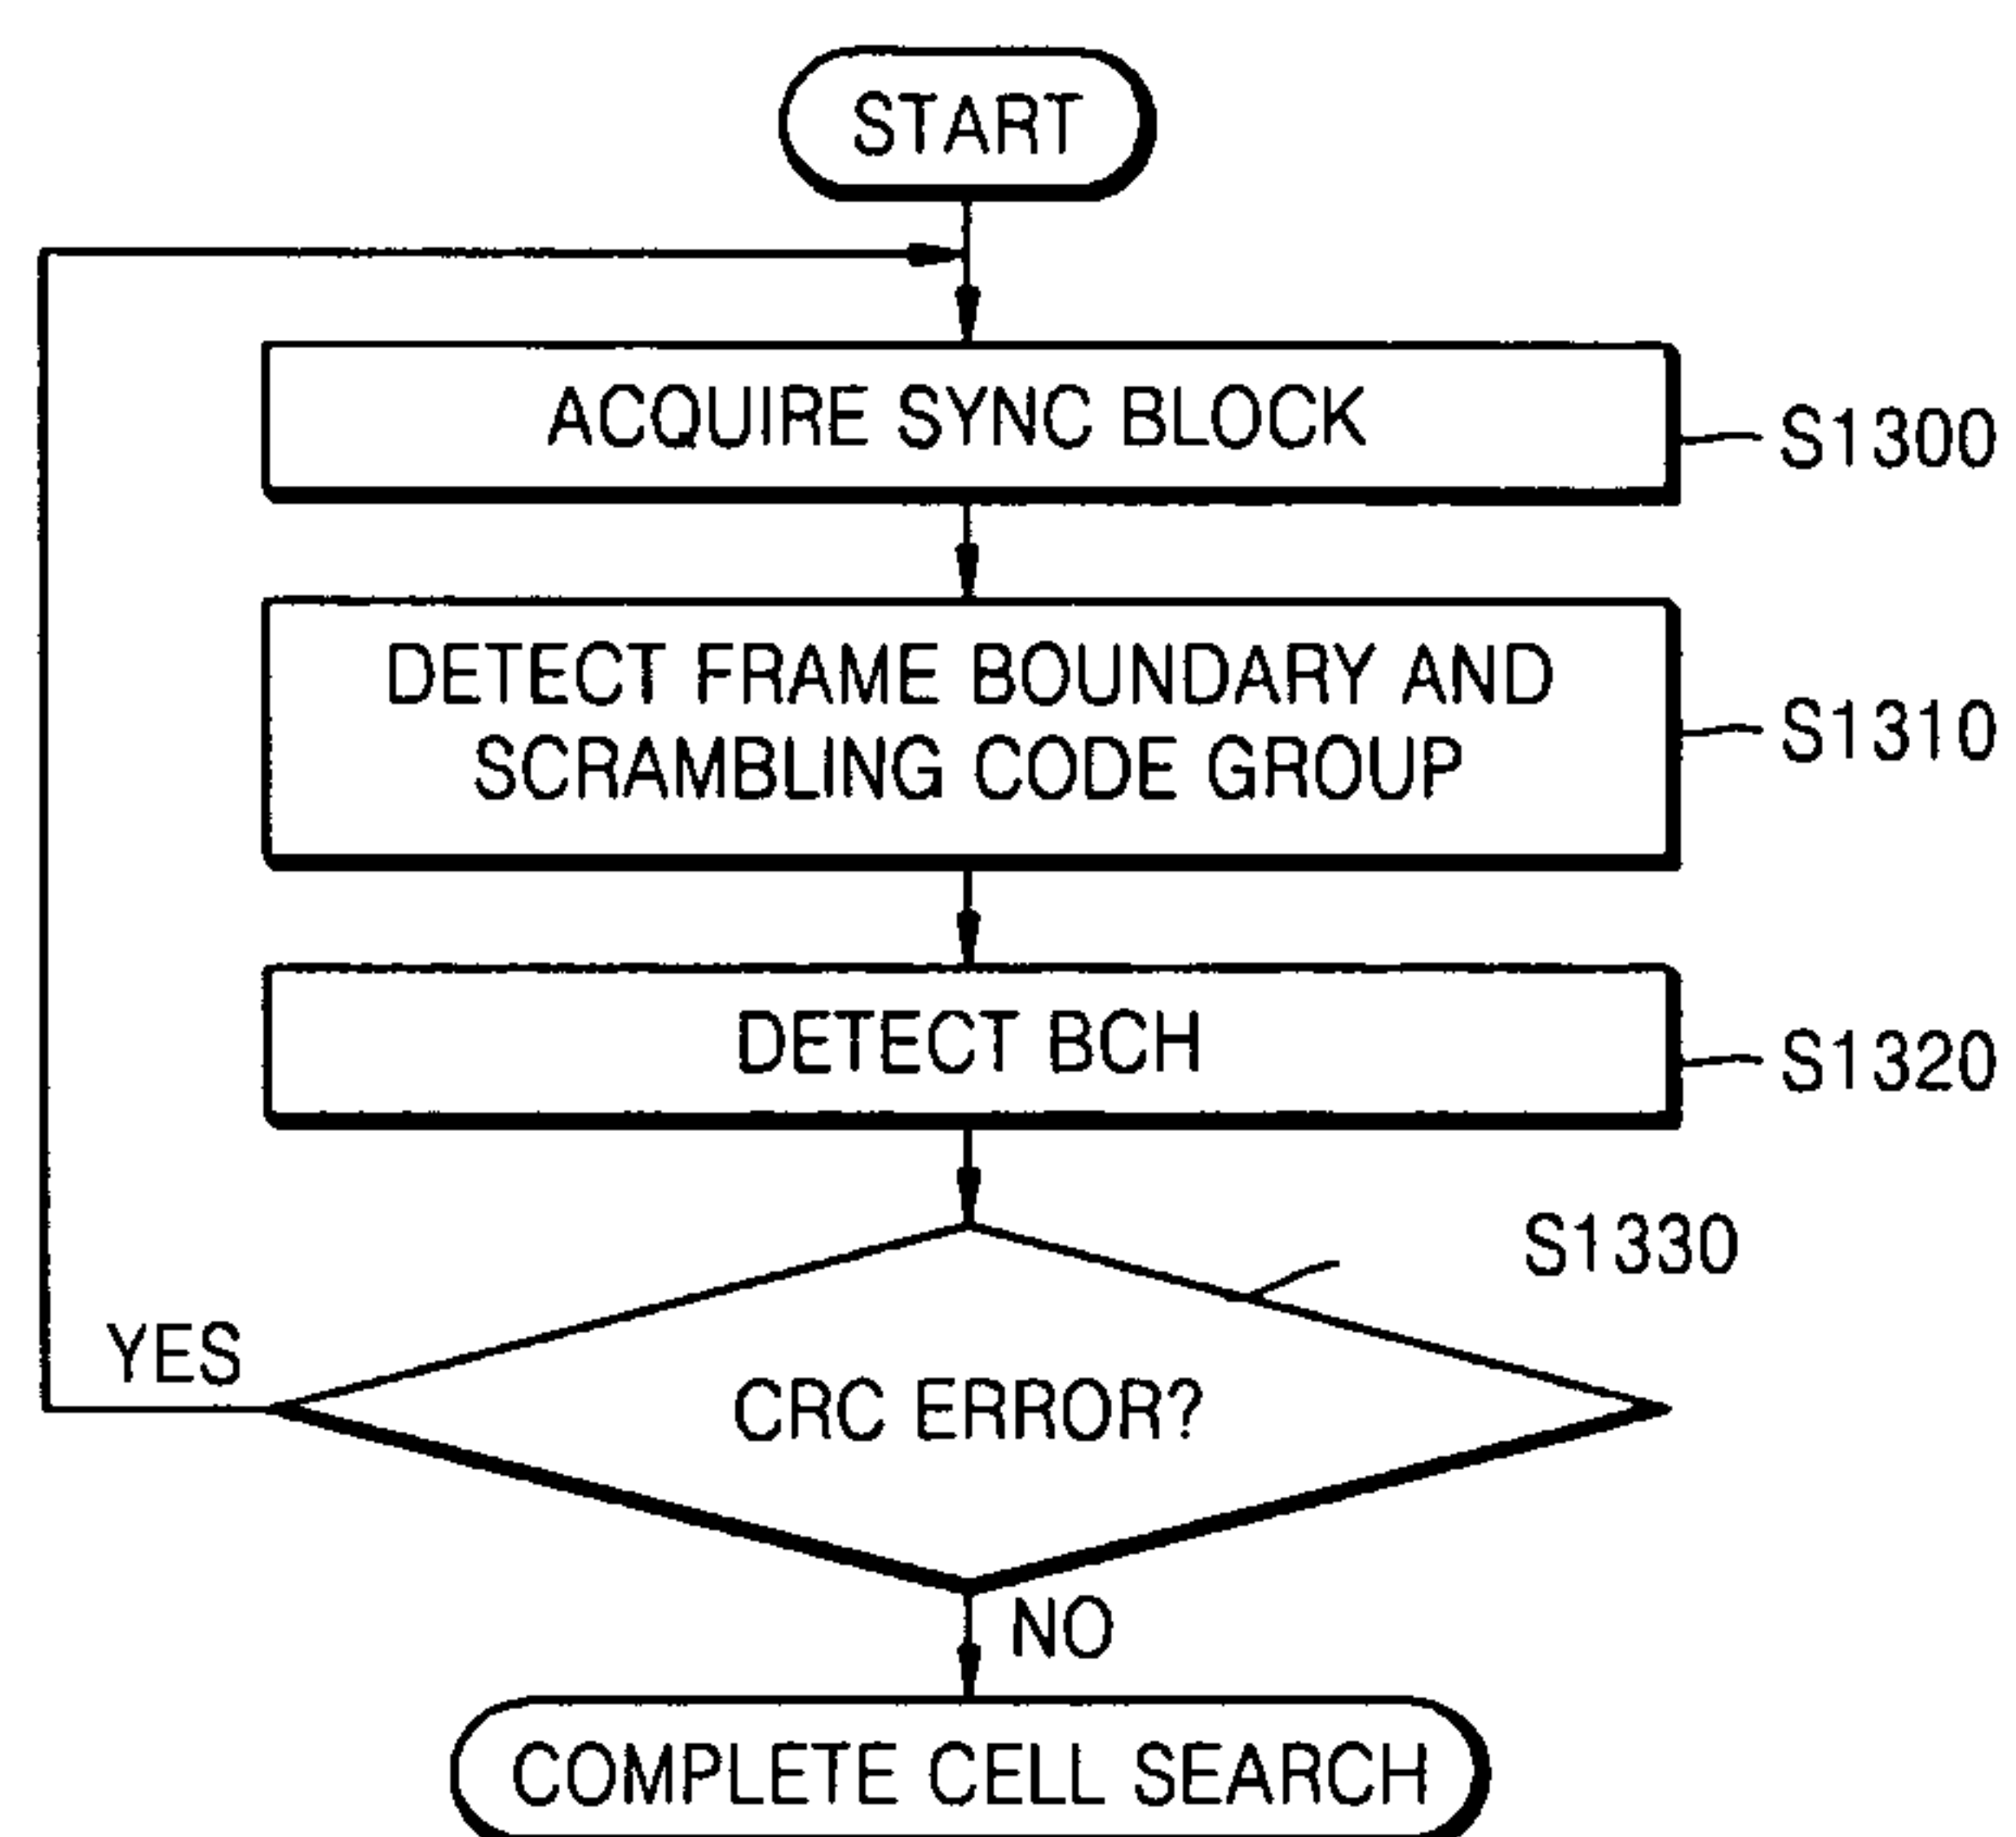 START
ACQUIRE SYNC BLOCK
S1300
DETECT FRAME BOUNDARY AND
SCRAMBLING CODE GROUP
S1310
DETECT BCH
S1320
S1330
YES
CRC ERROR?
NO
COMPLETE CELL SEARCH